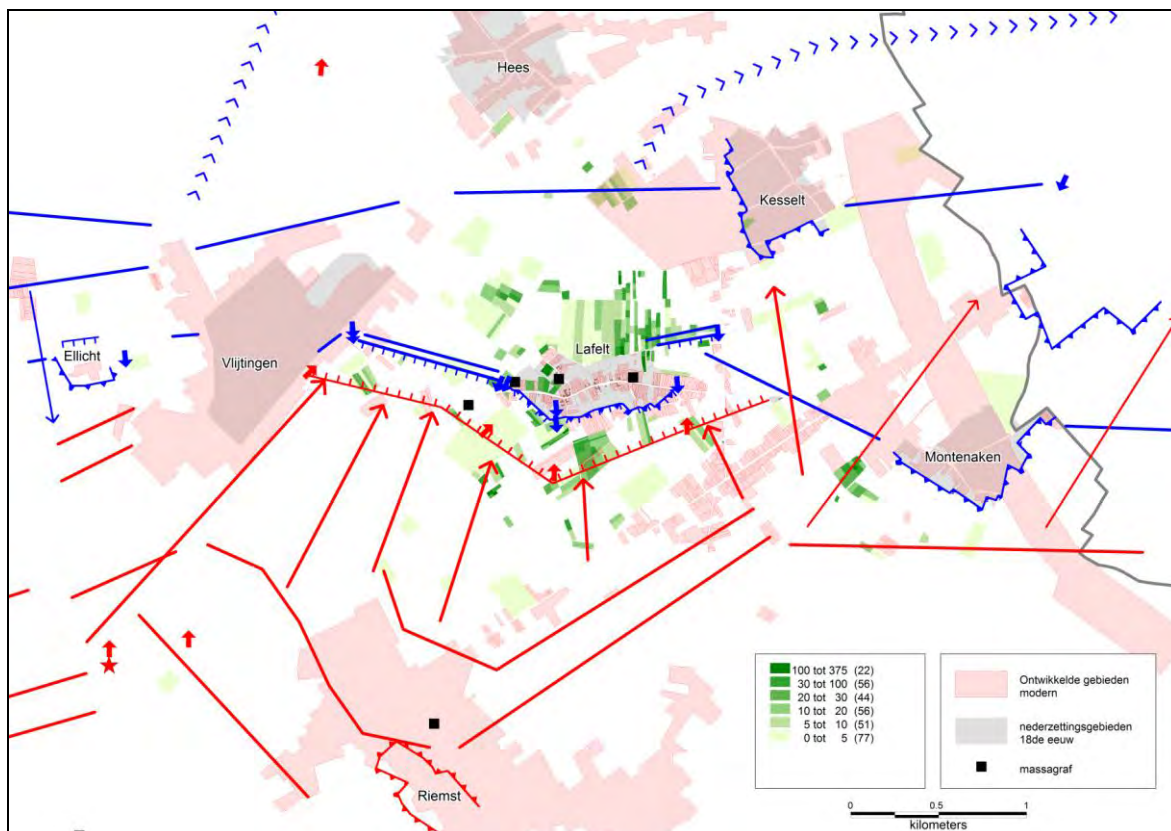 Hees
Kesselt
Lafelt
Ellicht
Vlijtingen
Montenaken
Riemst
100 tot 375 (22)
30 tot 100 (56)
20 tot 30 (44)
10 tot 20 (56)
5 tot 10 (51)
0 tot 5 (77)
Ontwikkelde gebieden
modern
nederzettingsgebieden
18de eeuw
massagraf
0 0.5 1
kilometers